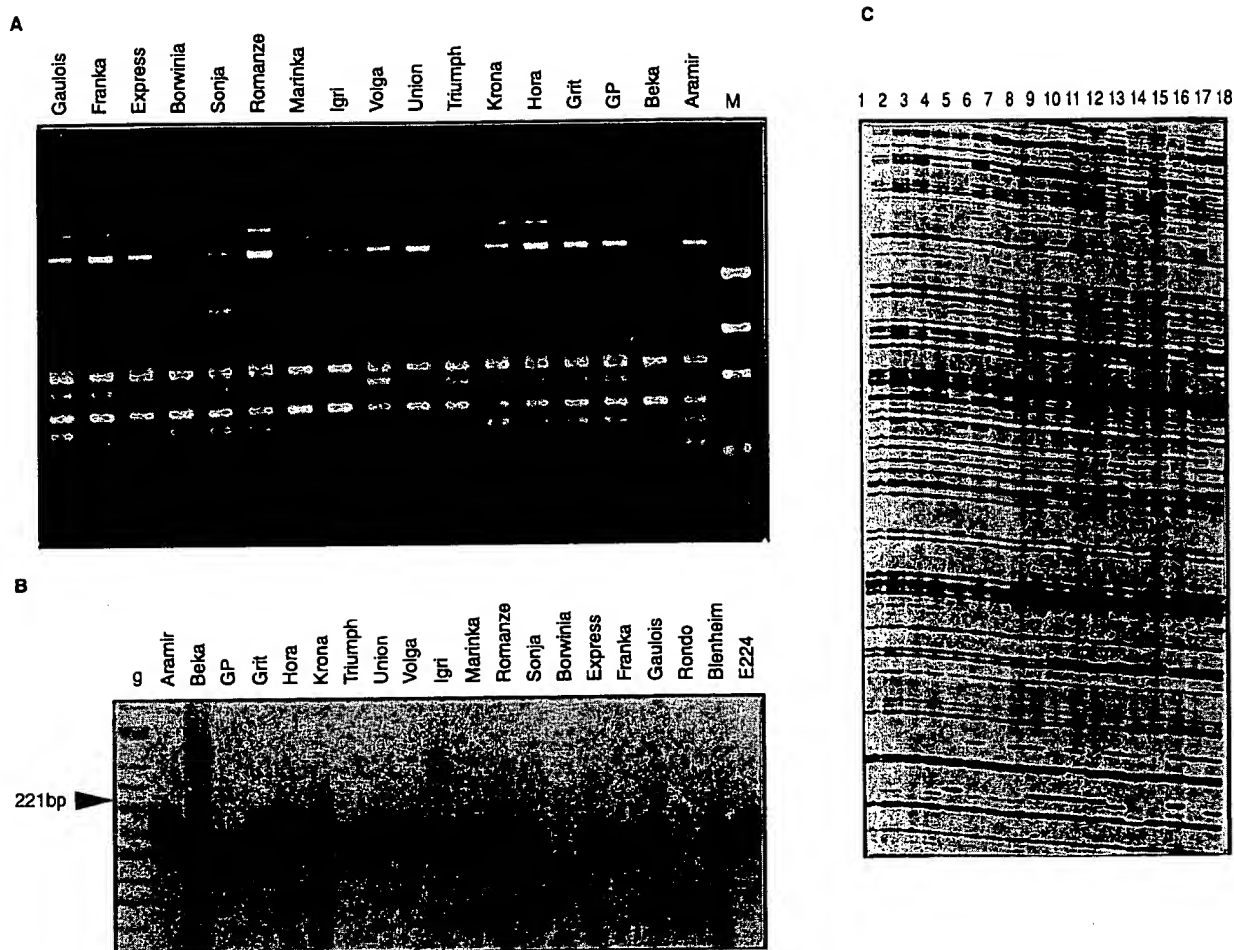 A
Gaulois Franka Express Borwinia Sonja Romanze Marinka Igri Volga Union Triumph Krona Hora Grit GP Beka Aramir M
B
Aramir Beka GP Grit Hora Krona Triumph Union Volga Igri Marinka Romanze Sonja Borwinia Express Franka Gaulois Rondo Blenheim E224
221bp
C
1 2 3 4 5 6 7 8 9 10 11 12 13 14 15 16 17 18